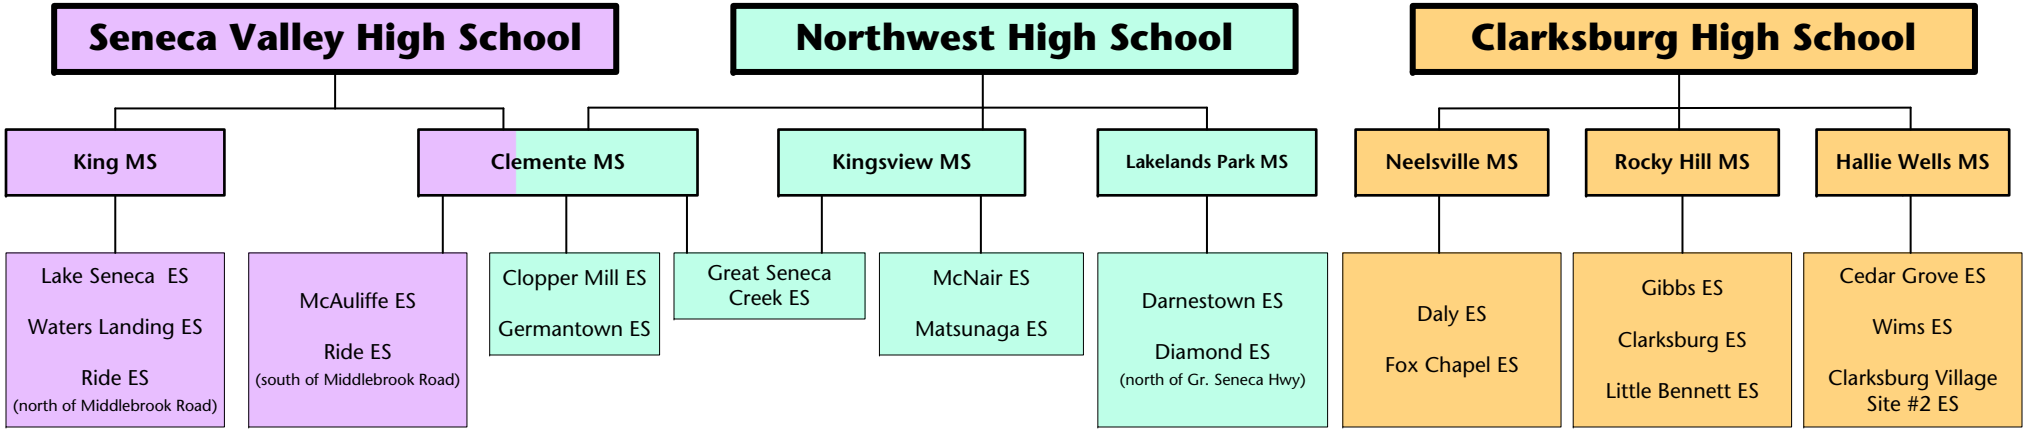 Seneca Valley High School
Northwest High School
Clarksburg High School
King MS
Clemente MS
Kingsview MS
Lakelands Park MS
Neelsville MS
Rocky Hill MS
Hallie Wells MS
Lake Seneca ES
Waters Landing ES
Ride ES
(north of Middlebrook Road)
McAuliffe ES
Ride ES
(south of Middlebrook Road)
Clopper Mill ES
Germantown ES
Great Seneca
Creek ES
McNair ES
Matsunaga ES
Darnestown ES
Diamond ES
(north of Gr. Seneca Hwy)
Daly ES
Fox Chapel ES
Gibbs ES
Clarksburg ES
Little Bennett ES
Cedar Grove ES
Wims ES
Clarksburg Village
Site #2 ES